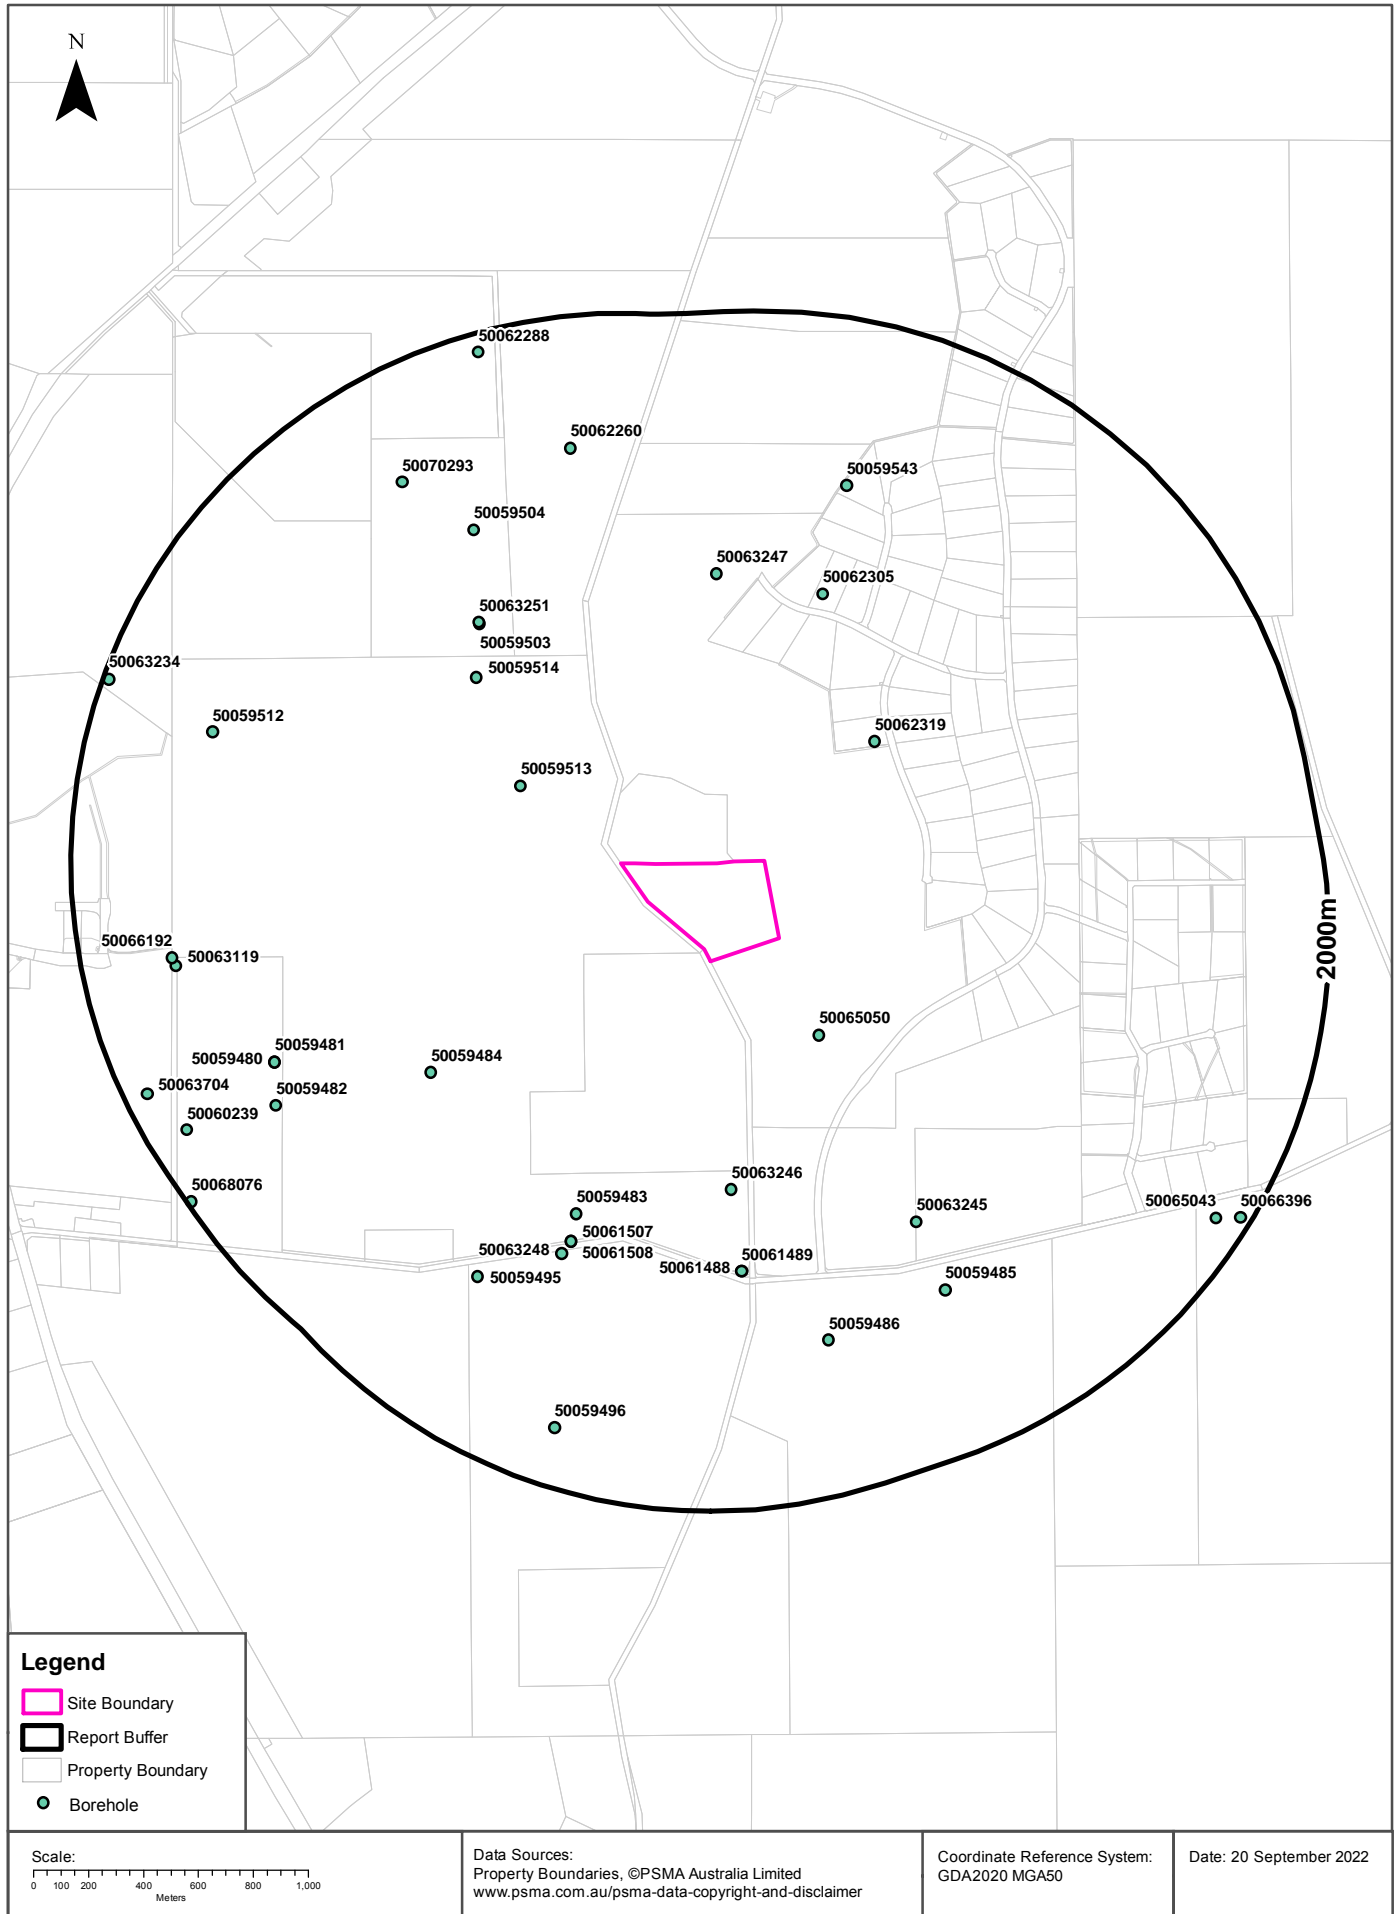 N
50062288
50062260
50070293
50059543
50059504
50063247
50062305
50063251
50059503
50063234
50059514
50059512
50062319
50059513
2000m
50066192
50063119
50065050
50059481
50059480
50059484
50063704
50059482
50060239
50063246
50068076
50059483
50063245
50065043
50066396
50061507
50063248
50061508
50061489
50061488
50059495
50059485
50059486
50059496
Legend
Site Boundary
Report Buffer
Property Boundary
Borehole
Scale:
0 100 200 400 600 800 1,000
Meters
Data Sources:
Property Boundaries, ©PSMA Australia Limited
www.psma.com.au/psma-data-copyright-and-disclaimer
Coordinate Reference System:
GDA2020 MGA50
Date: 20 September 2022